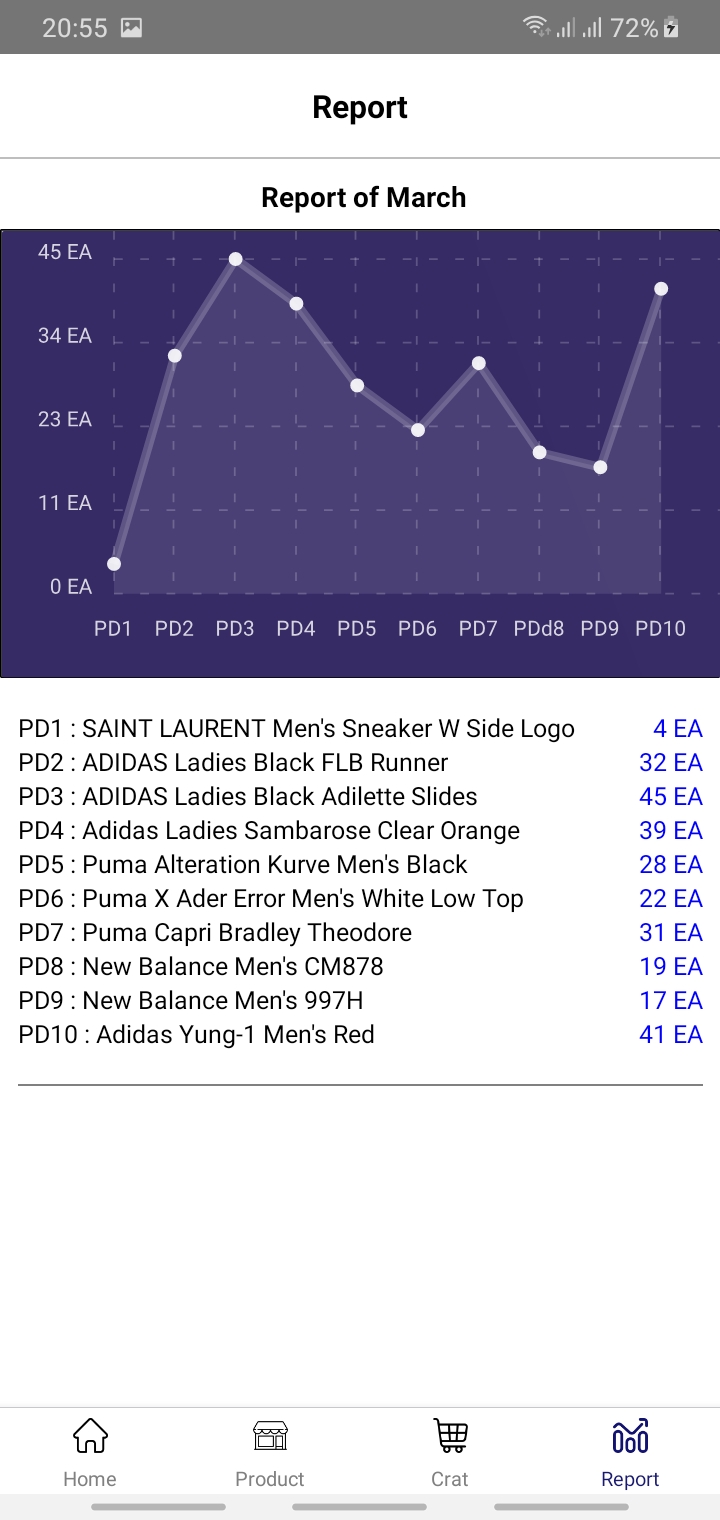 20:55 72%
Report
Report of March
45 EA
34 EA
23 EA
11 EA
0 EA
PD1 PD2 PD3 PD4 PD5 PD6 PD7 PDd8 PD9 PD10
PD1 : SAINT LAURENT Men's Sneaker W Side Logo 4 EA
PD2 : ADIDAS Ladies Black FLB Runner 32 EA
PD3 : ADIDAS Ladies Black Adilette Slides 45 EA
PD4 : Adidas Ladies Sambarose Clear Orange 39 EA
PD5 : Puma Alteration Kurve Men's Black 28 EA
PD6 : Puma X Ader Error Men's White Low Top 22 EA
PD7 : Puma Capri Bradley Theodore 31 EA
PD8 : New Balance Men's CM878 19 EA
PD9 : New Balance Men's 997H 17 EA
PD10 : Adidas Yung-1 Men's Red 41 EA
Home Product Crat Report